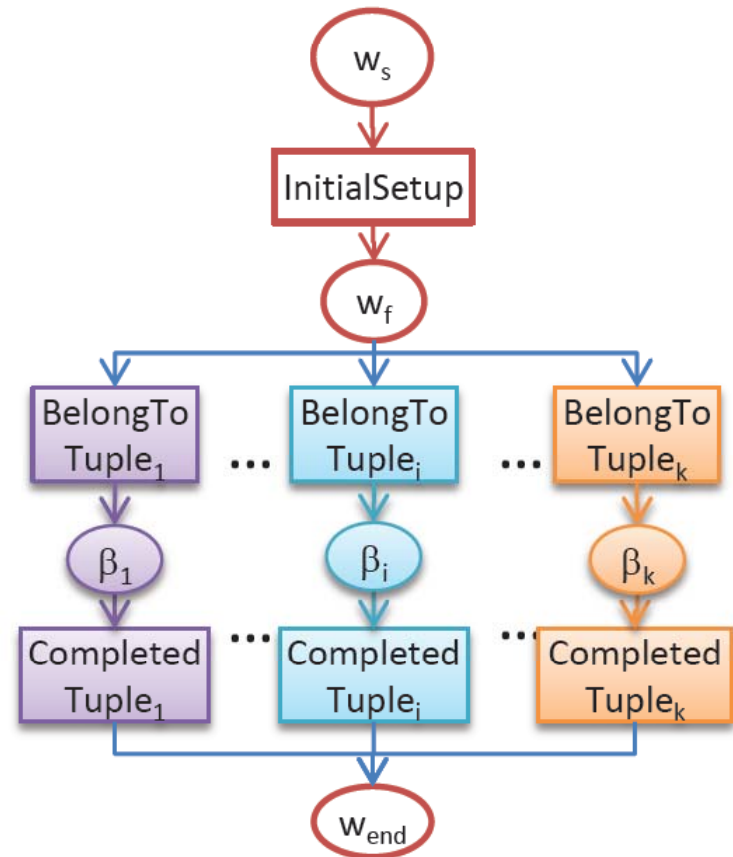 w_s
InitialSetup
w_f
BelongTo
Tuple_1
...
BelongTo
Tuple_i
...
BelongTo
Tuple_k
β_1
β_i
β_k
Completed
Tuple_1
...
Completed
Tuple_i
...
Completed
Tuple_k
w_end